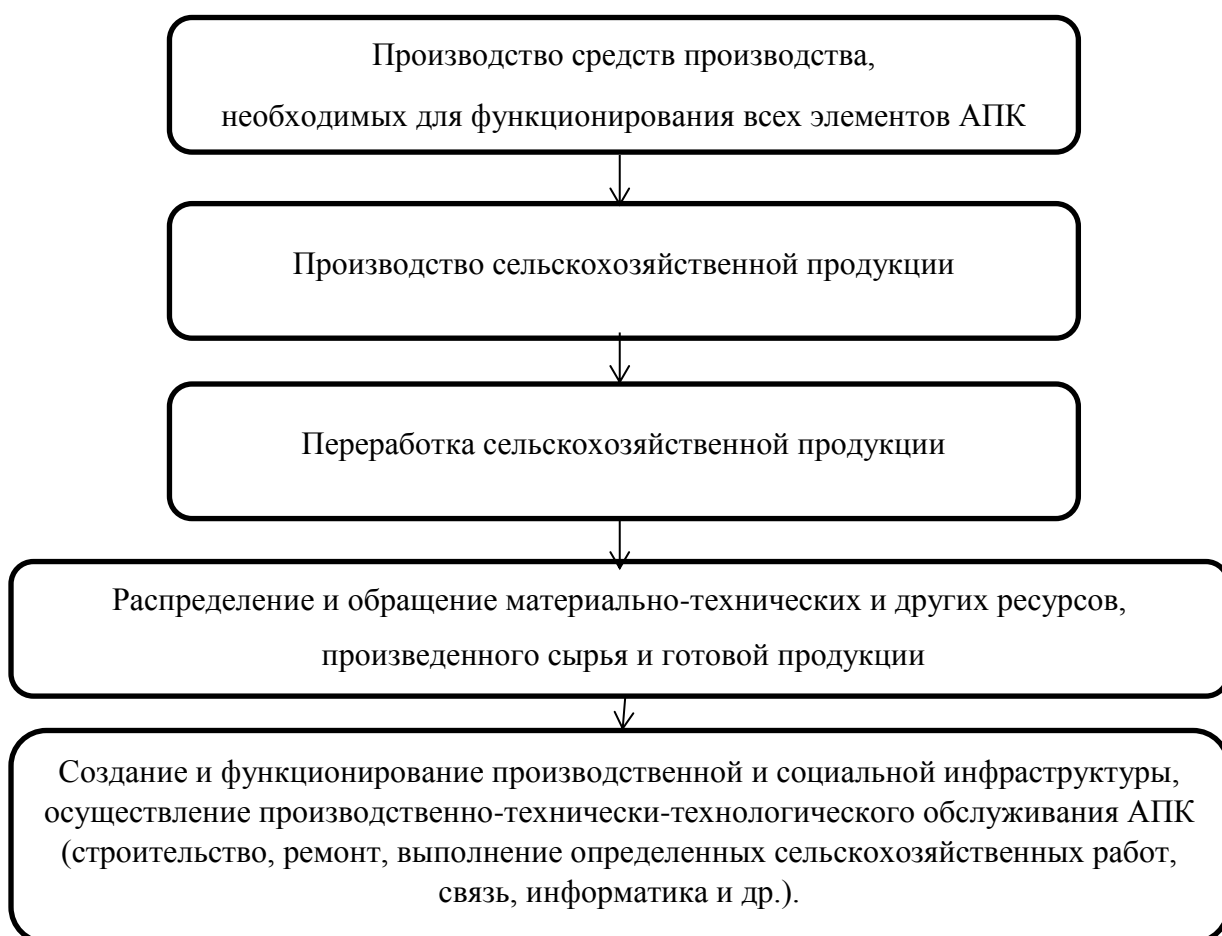 Производство средств производства,
необходимых для функционирования всех элементов АПК
Производство сельскохозяйственной продукции
Переработка сельскохозяйственной продукции
Распределение и обращение материально-технических и других ресурсов,
произведенного сырья и готовой продукции
Создание и функционирование производственной и социальной инфраструктуры,
осуществление производственно-технически-технологического обслуживания АПК
(строительство, ремонт, выполнение определенных сельскохозяйственных работ,
связь, информатика и др.).